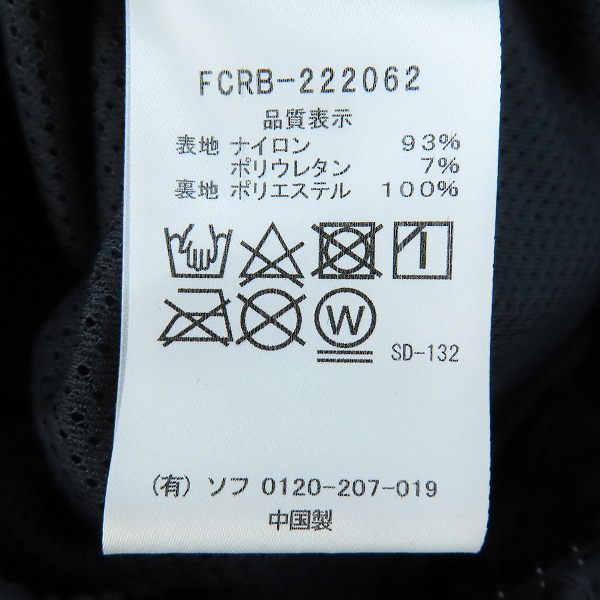 FCRB-222062
品質表示
表地 ナイロン 93%
ポリウレタン 7%
裏地 ポリエステル 100%
W
SD-132
(有) ソフ 0120-207-019
中国製